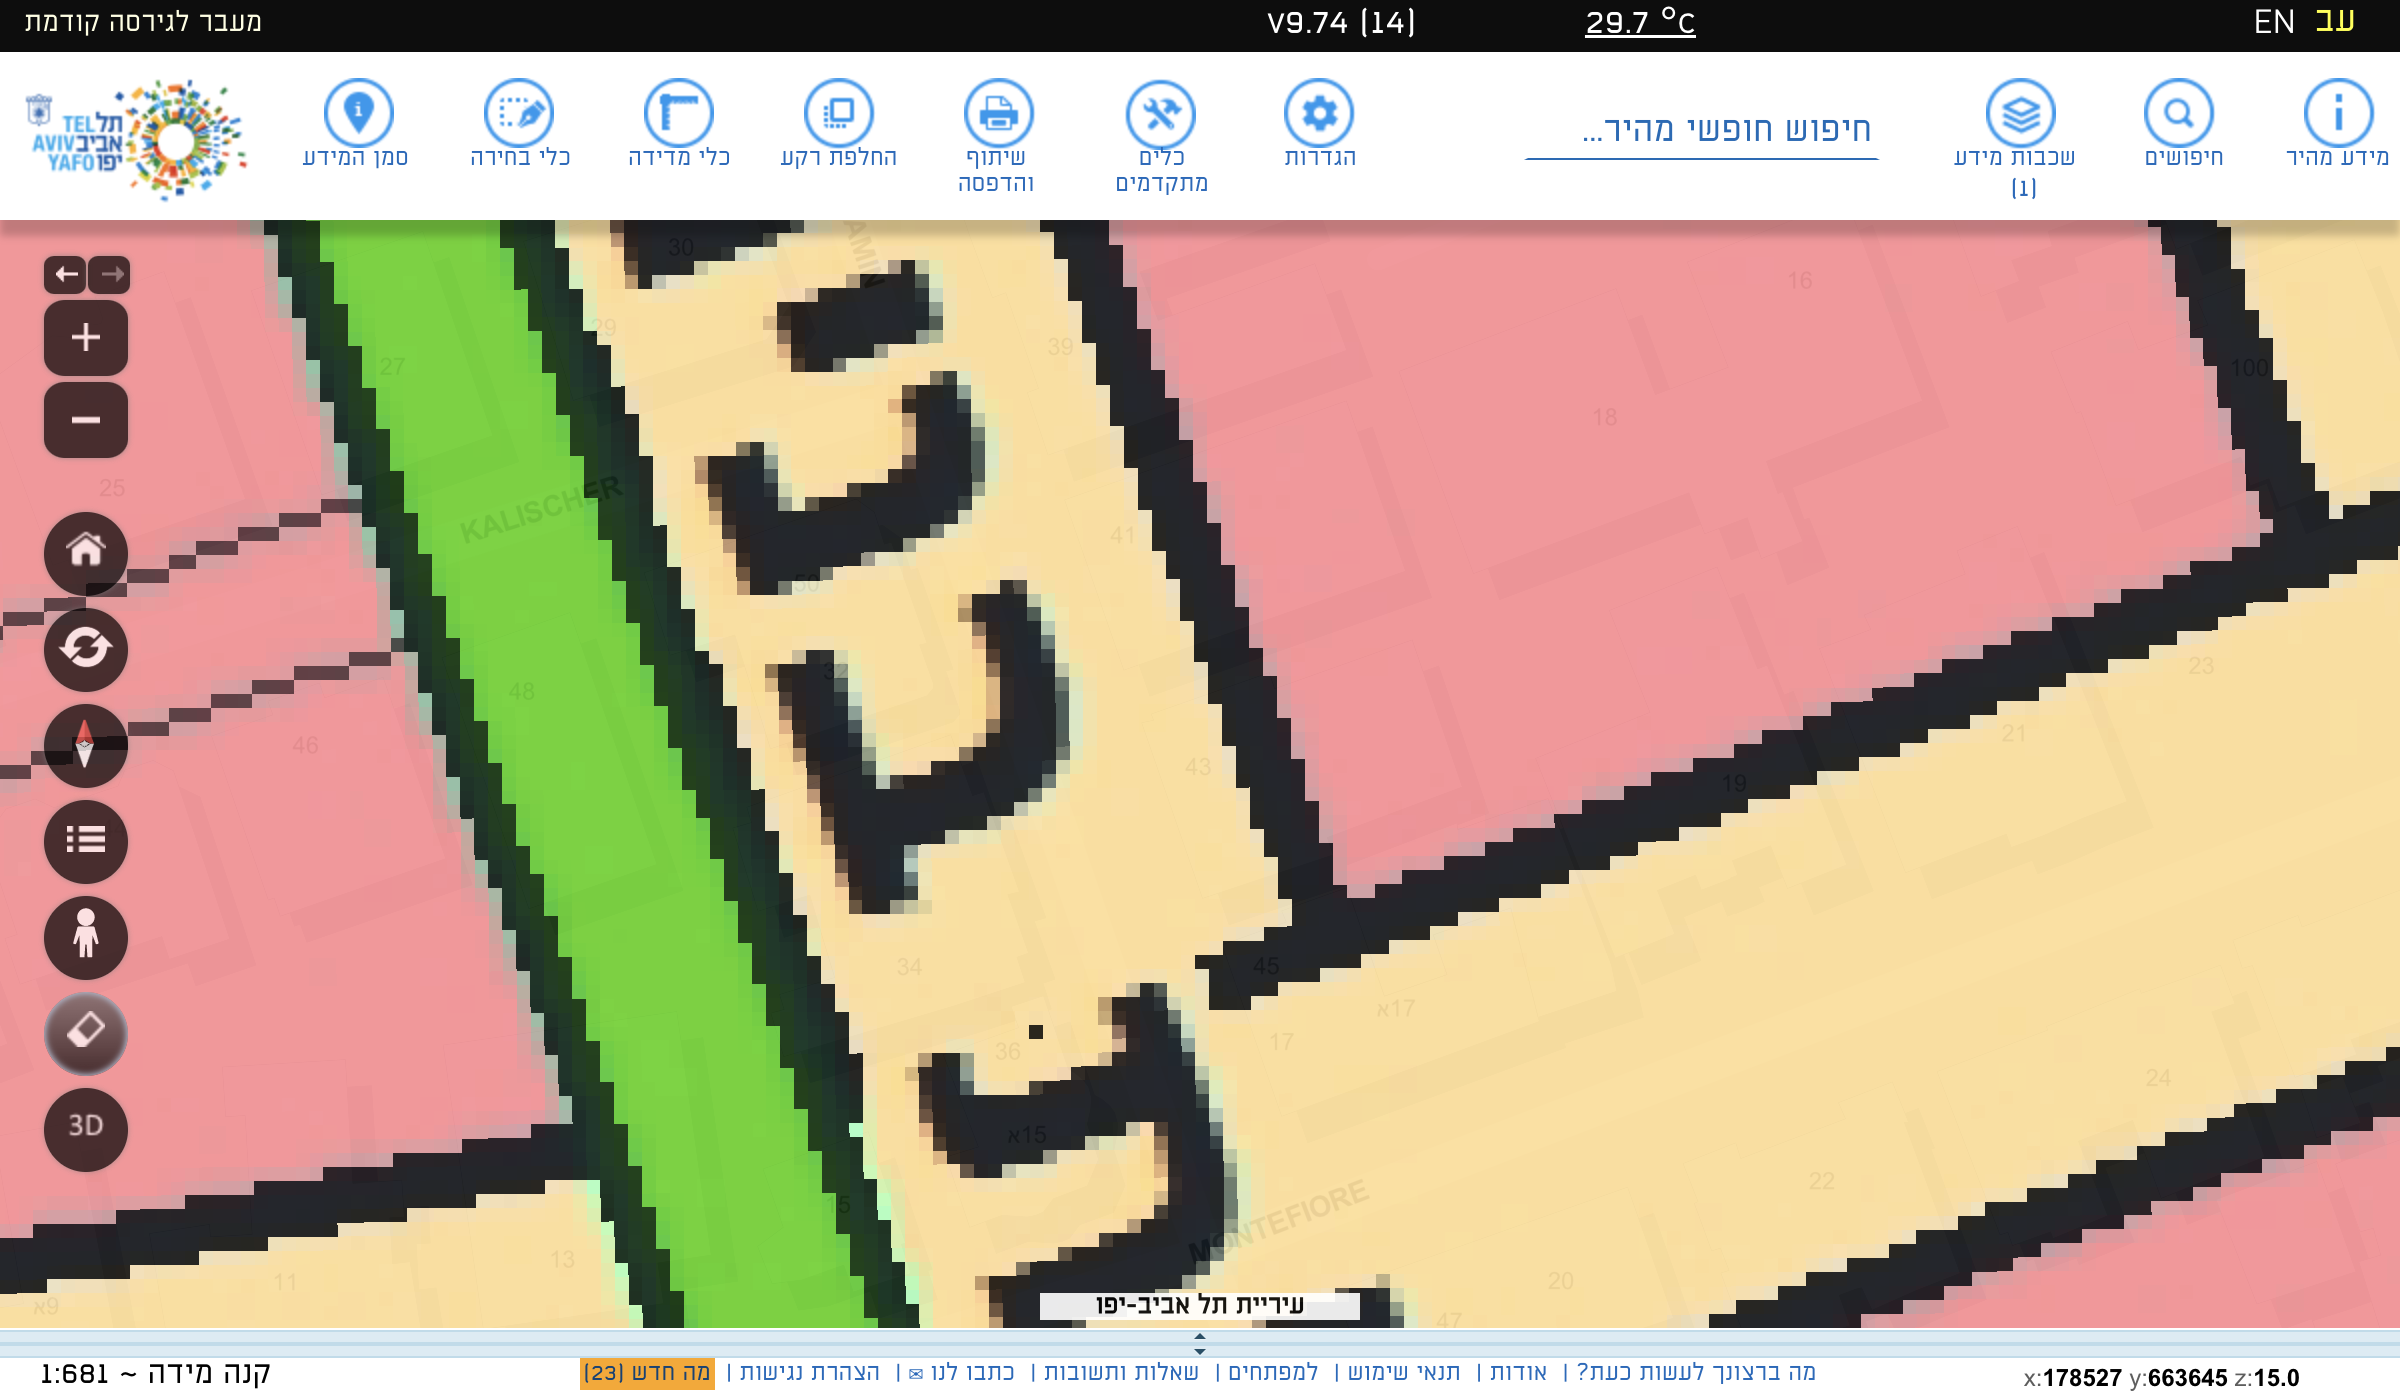 מעבר לגירסה קודמת
V9.74 (14)
29.7 °C
EN עב
תל אביב יפו
TEL AVIV YAFO
סמן המידע
כלי בחירה
כלי מדידה
החלפת רקע
שיתוף והדפסה
כלים מתקדמים
הגדרות
חיפוש חופשי מהיר...
שכבות מידע (1)
חיפושים
מידע מהיר
30
16
29
39
27
100
18
25
KALISCHER
41
50
32
23
48
21
46
43
19
34
45
17א
36
17
24
15א
15
22
MONTEFIORE
13
11
20
9א
47
3D
עיריית תל אביב-יפו
קנה מידה ~ 1:681
מה ברצונך לעשות כעת? | אודות | תנאי שימוש | למפתחים | שאלות ותשובות | כתבו לנו ✉ | הצהרת נגישות | מה חדש (23)
x:178527 y:663645 z:15.0